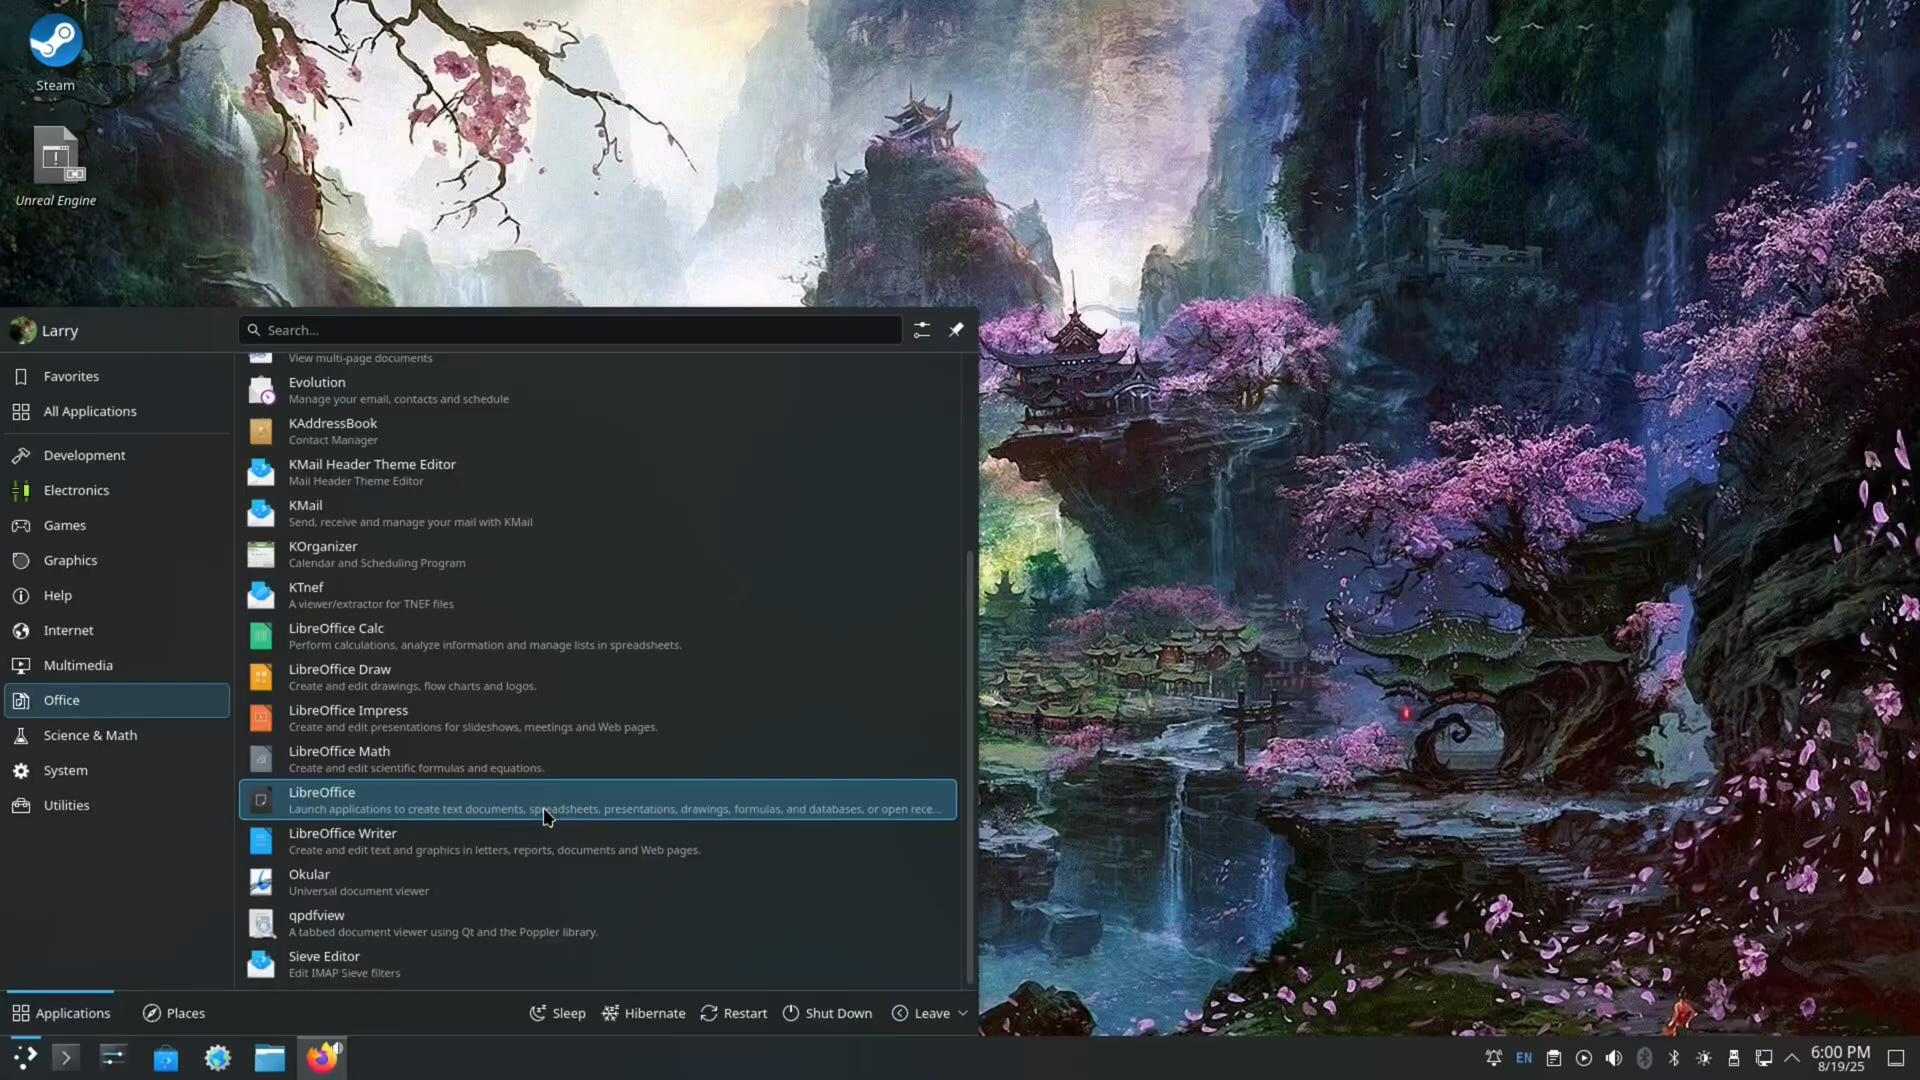 Steam
Unreal Engine
Larry
Search...
Favorites
All Applications
Development
Electronics
Games
Graphics
Help
Internet
Multimedia
Office
Science & Math
System
Utilities
View multi-page documents
Evolution
Manage your email, contacts and schedule
KAddressBook
Contact Manager
KMail Header Theme Editor
Mail Header Theme Editor
KMail
Send, receive and manage your mail with KMail
KOrganizer
Calendar and Scheduling Program
KTnef
A viewer/extractor for TNEF files
LibreOffice Calc
Perform calculations, analyze information and manage lists in spreadsheets.
LibreOffice Draw
Create and edit drawings, flow charts and logos.
LibreOffice Impress
Create and edit presentations for slideshows, meetings and Web pages.
LibreOffice Math
Create and edit scientific formulas and equations.
LibreOffice
Launch applications to create text documents, spreadsheets, presentations, drawings, formulas, and databases, or open rece...
LibreOffice Writer
Create and edit text and graphics in letters, reports, documents and Web pages.
Okular
Universal document viewer
qpdfview
A tabbed document viewer using Qt and the Poppler library.
Sieve Editor
Edit IMAP Sieve filters
Applications
Places
Sleep
Hibernate
Restart
Shut Down
Leave
EN
6:00 PM
8/19/25